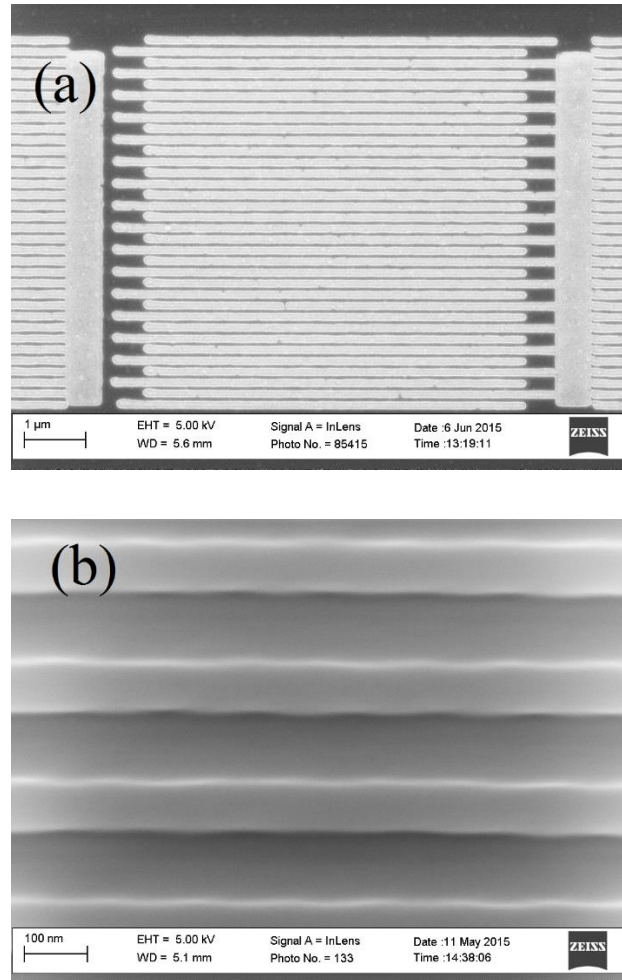 (a)
1 µm EHT = 5.00 kV Signal A = InLens Date :6 Jun 2015 ZEISS
WD = 5.6 mm Photo No. = 85415 Time :13:19:11
(b)
100 nm EHT = 5.00 kV Signal A = InLens Date :11 May 2015 ZEISS
WD = 5.1 mm Photo No. = 133 Time :14:38:06